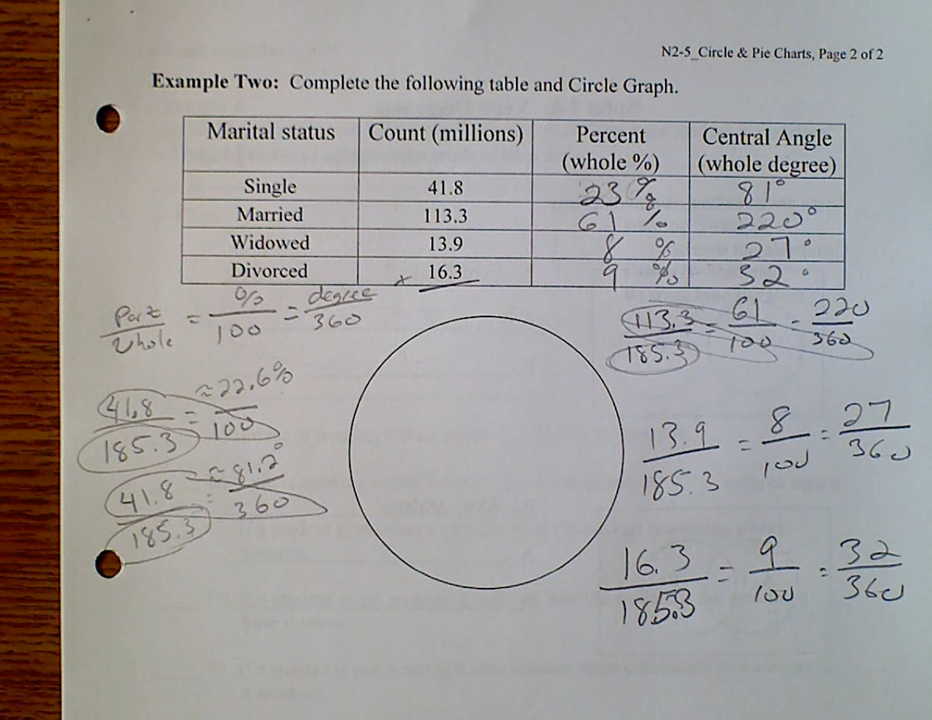 N2-5_Circle & Pie Charts, Page 2 of 2
Example Two: Complete the following table and Circle Graph.
Marital status Count (millions) Percent (whole %) Central Angle (whole degree)
Single 41.8 23% 81°
Married 113.3 61% 220°
Widowed 13.9 8% 27°
Divorced + 16.3 9% 32°
Part/Whole = %/100 = degree/360
113.3/185.3 = 61/100 = 220/360
41.8/185.3 = ≈22.6%/100
41.8/185.3 = ≈81.2°/360
13.9/185.3 = 8/100 = 27/360
16.3/185.3 = 9/100 = 32/360